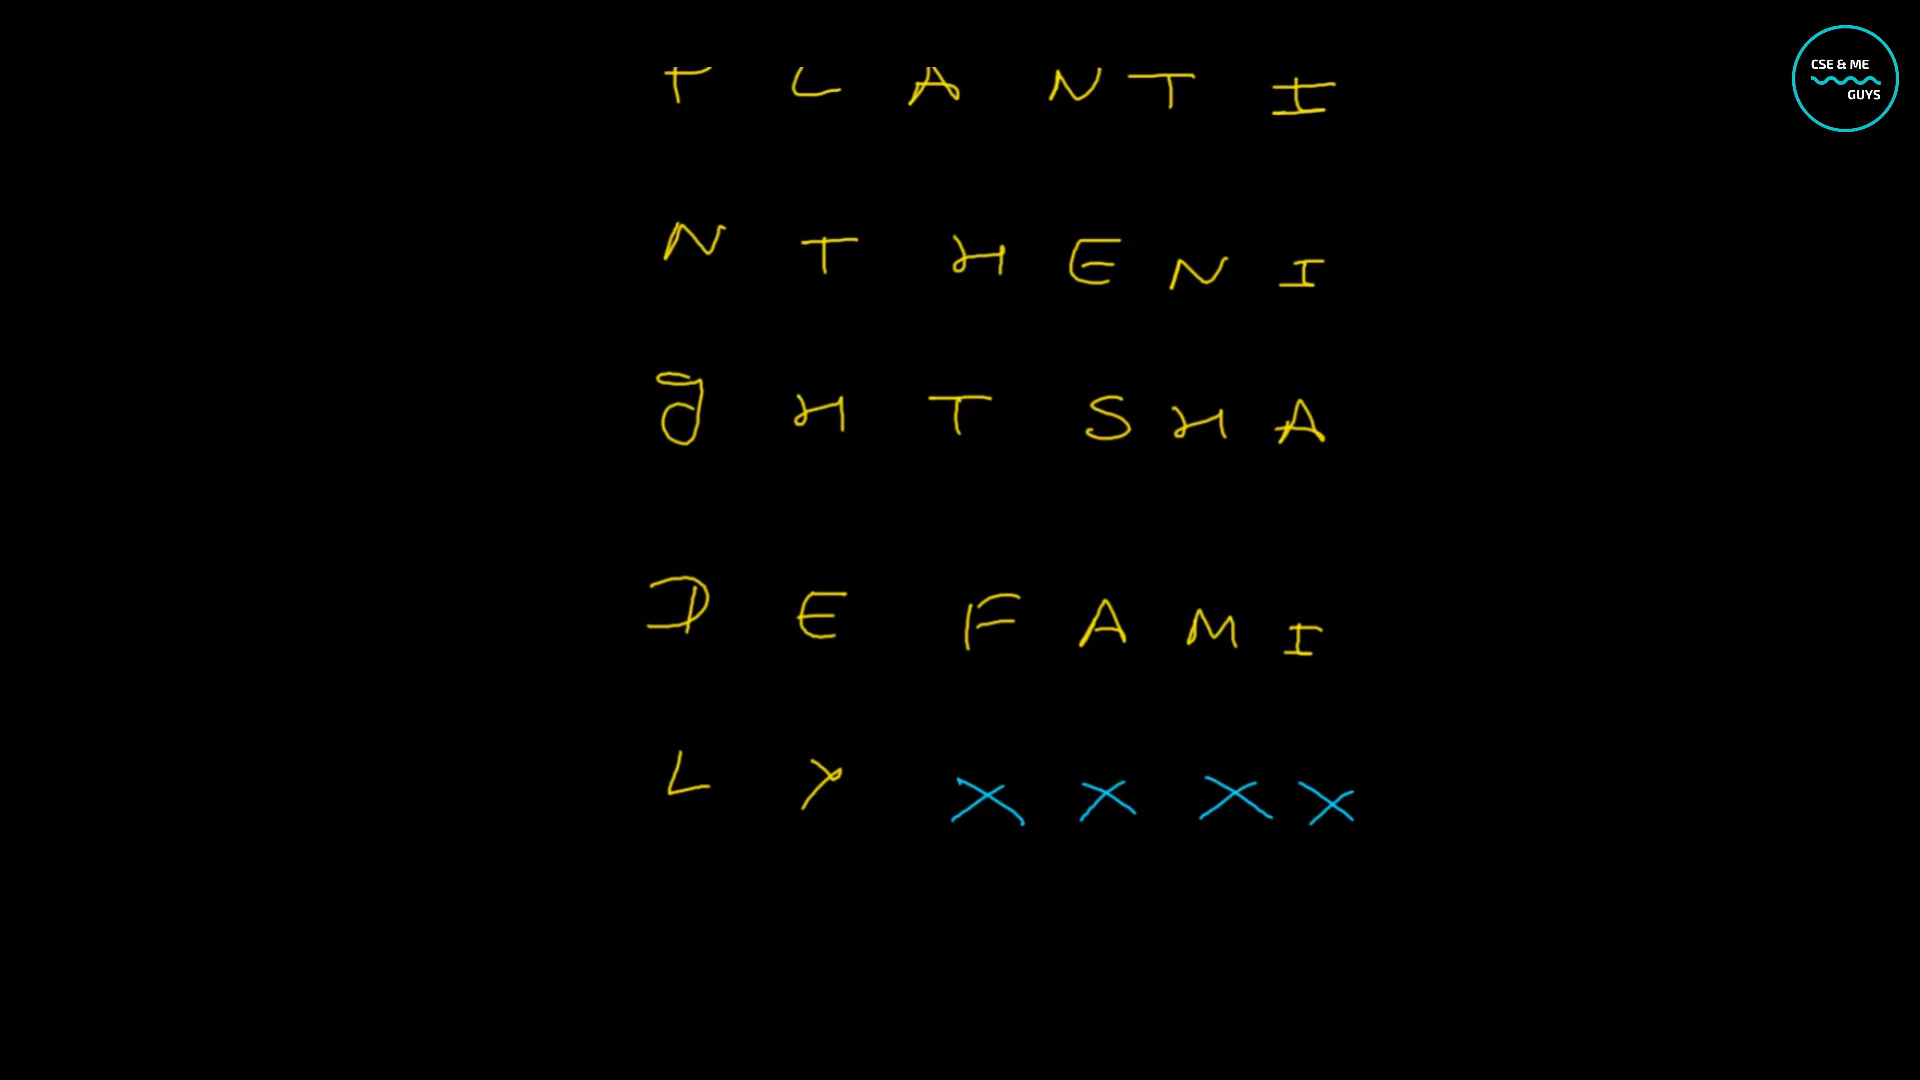 T L A N T I
N T H E N I
G H T S H A
D E F A M I
L Y X X X X
CSE & ME
GUYS